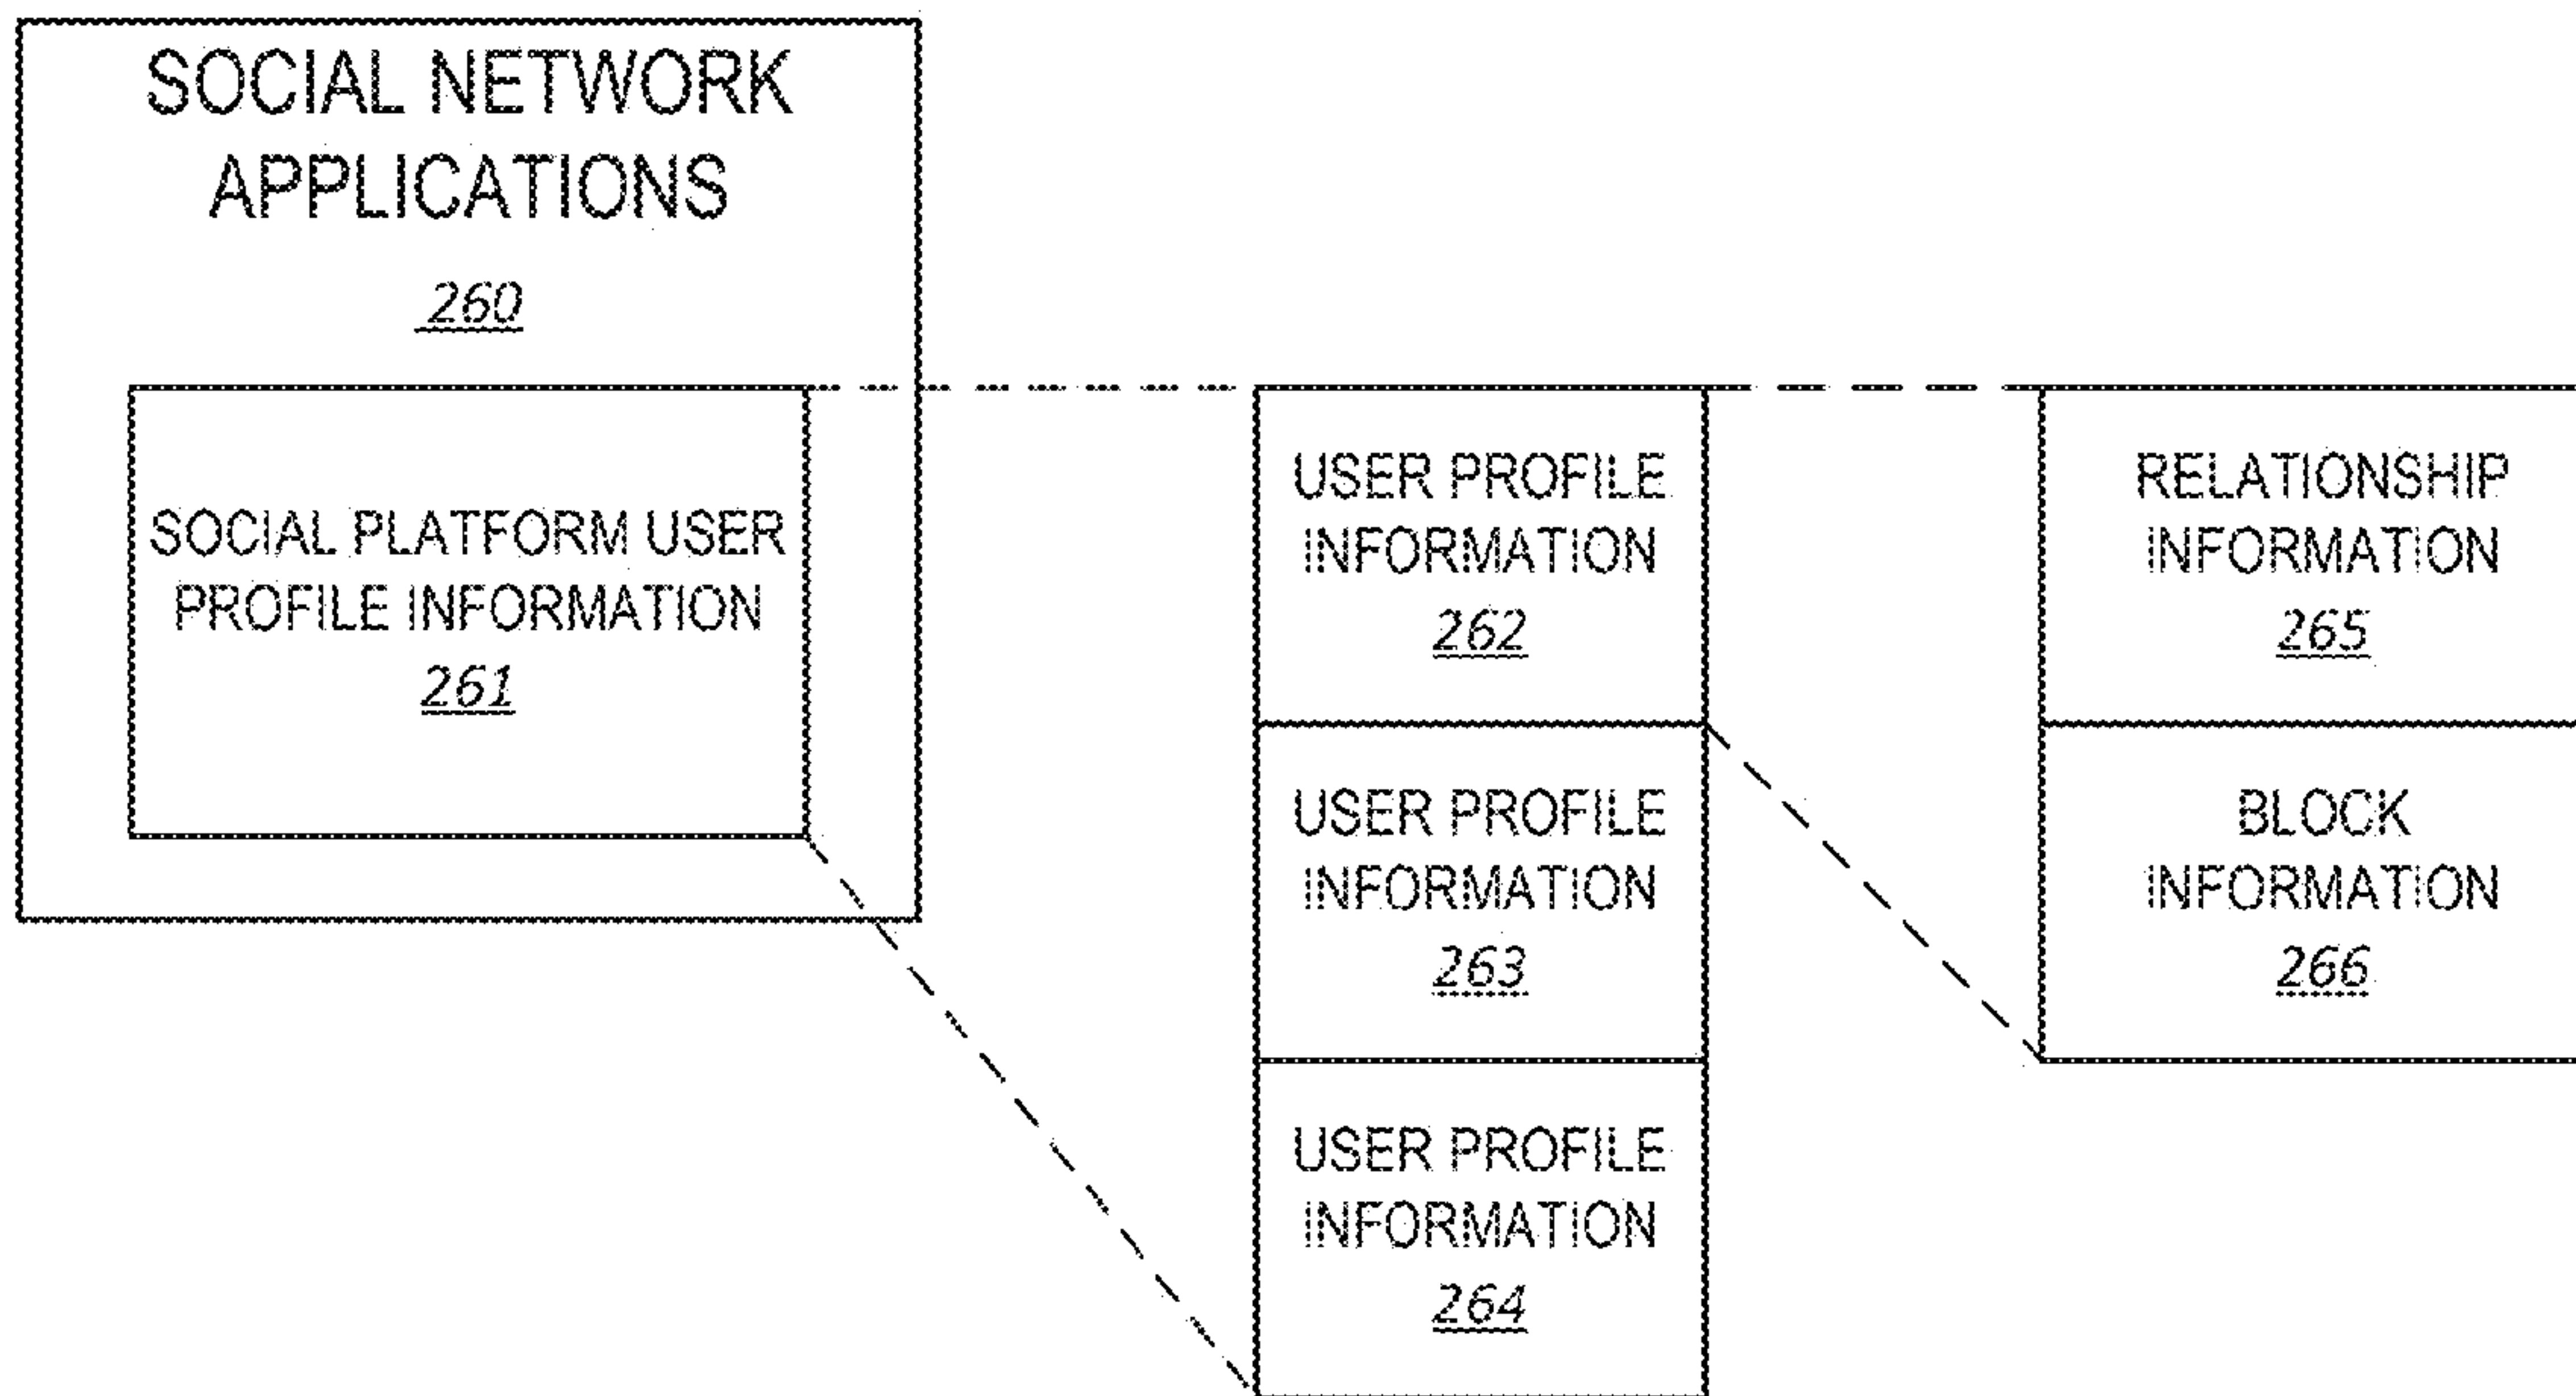 SOCIAL NETWORK
APPLICATIONS
260
SOCIAL PLATFORM USER
PROFILE INFORMATION
261
USER PROFILE
INFORMATION
262
USER PROFILE
INFORMATION
263
USER PROFILE
INFORMATION
264
RELATIONSHIP
INFORMATION
265
BLOCK
INFORMATION
266